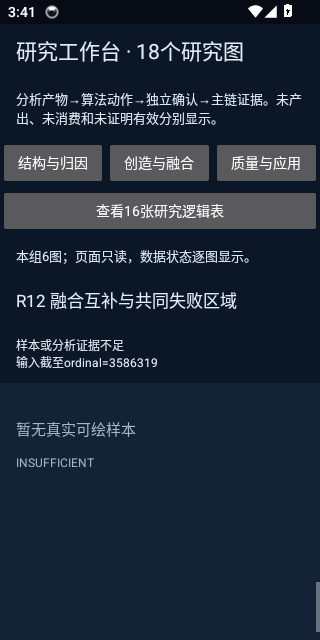 3:41
研究工作台 · 18个研究图
分析产物→算法动作→独立确认→主链证据。未产
出、未消费和未证明有效分别显示。
结构与归因 创造与融合 质量与应用
查看16张研究逻辑表
本组6图；页面只读，数据状态逐图显示。
R12 融合互补与共同失败区域
样本或分析证据不足
输入截至ordinal=3586319
暂无真实可绘样本
INSUFFICIENT